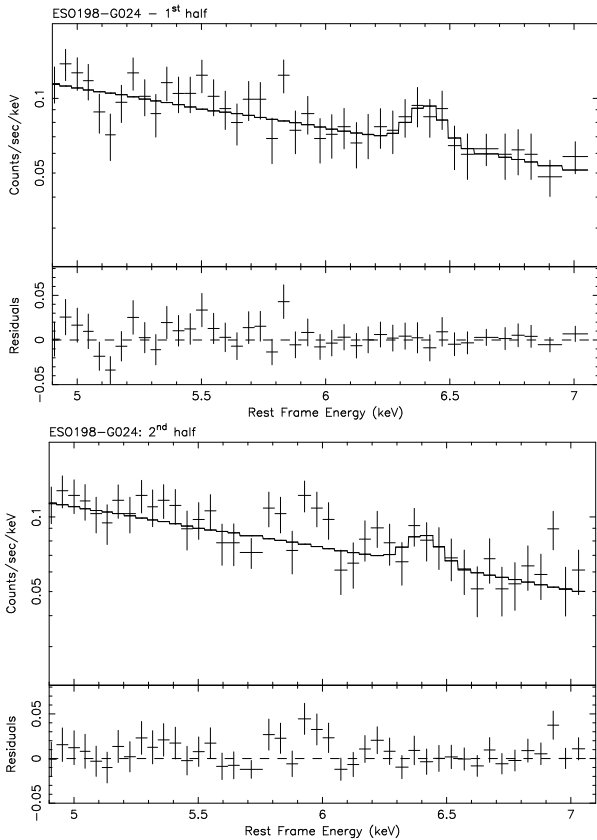 ESO198-G024 - 1st half
Counts/sec/keV
0.1
0.05
Residuals
0.05
0
-0.05
5 5.5 6 6.5 7
Rest Frame Energy (keV)
ESO198-G024: 2nd half
Counts/sec/keV
0.1
0.05
Residuals
0.05
0
-0.05
5 5.5 6 6.5 7
Rest Frame Energy (keV)